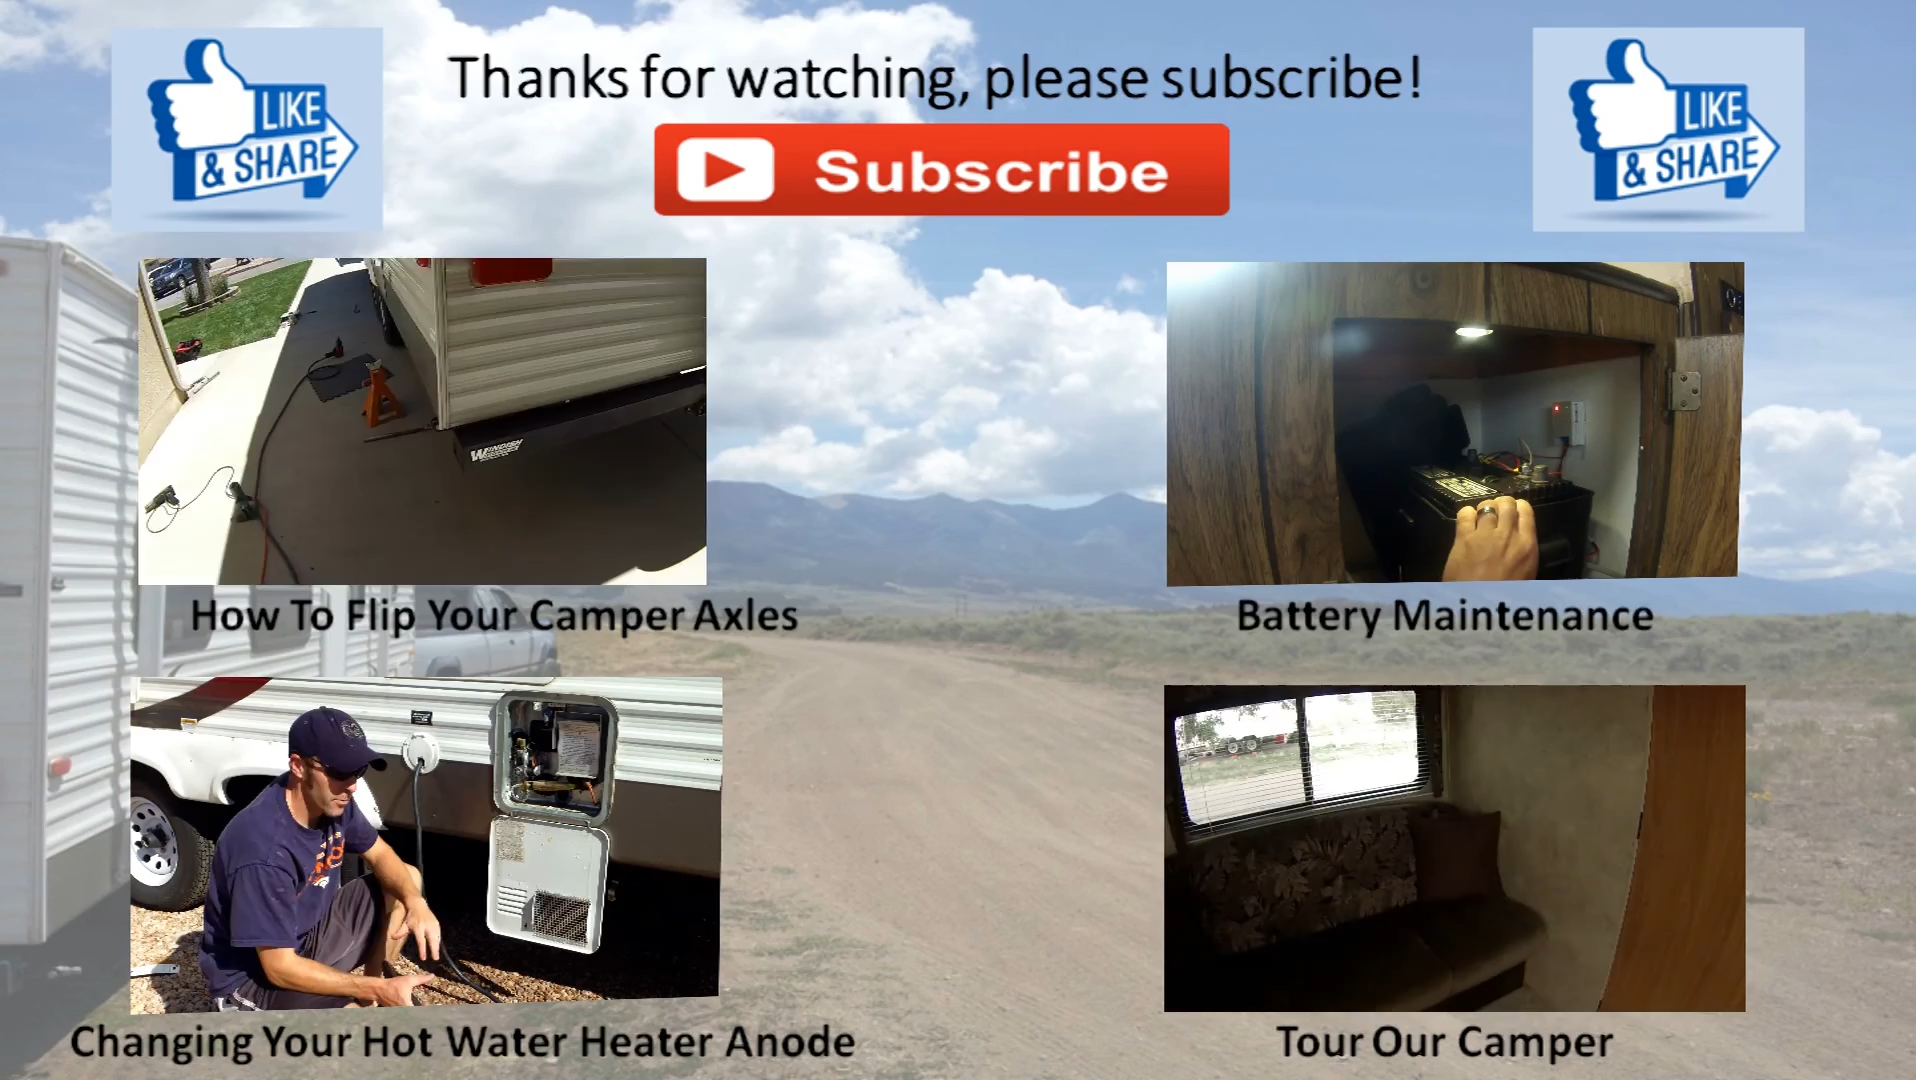 Thanks for watching, please subscribe!
LIKE
& SHARE
LIKE
& SHARE
Subscribe
WINDISH
How To Flip Your Camper Axles
Battery Maintenance
Changing Your Hot Water Heater Anode
Tour Our Camper